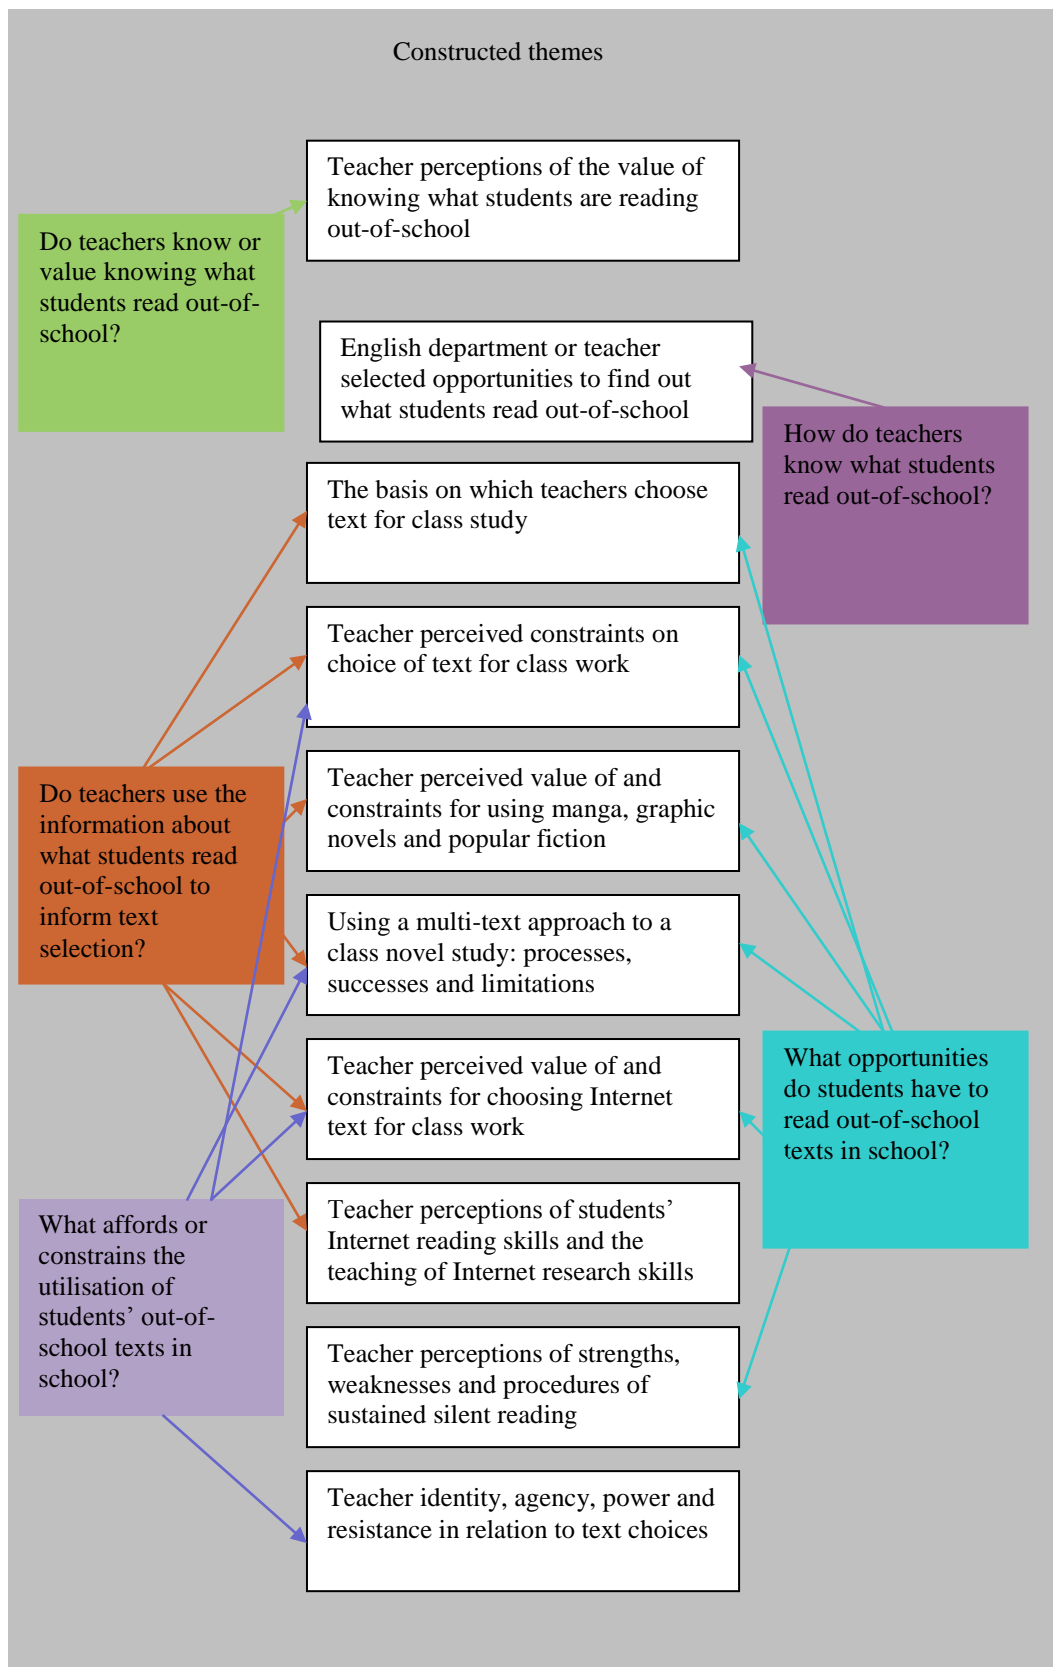 Constructed themes
Teacher perceptions of the value of
knowing what students are reading
out-of-school
Do teachers know or
value knowing what
students read out-of-
school?
English department or teacher
selected opportunities to find out
what students read out-of-school
How do teachers
know what students
read out-of-school?
The basis on which teachers choose
text for class study
Teacher perceived constraints on
choice of text for class work
Do teachers use the
information about
what students read
out-of-school to
inform text
selection?
Teacher perceived value of and
constraints for using manga, graphic
novels and popular fiction
Using a multi-text approach to a
class novel study: processes,
successes and limitations
Teacher perceived value of and
constraints for choosing Internet
text for class work
What opportunities
do students have to
read out-of-school
texts in school?
Teacher perceptions of students’
Internet reading skills and the
teaching of Internet research skills
What affords or
constrains the
utilisation of
students’ out-of-
school texts in
school?
Teacher perceptions of strengths,
weaknesses and procedures of
sustained silent reading
Teacher identity, agency, power and
resistance in relation to text choices